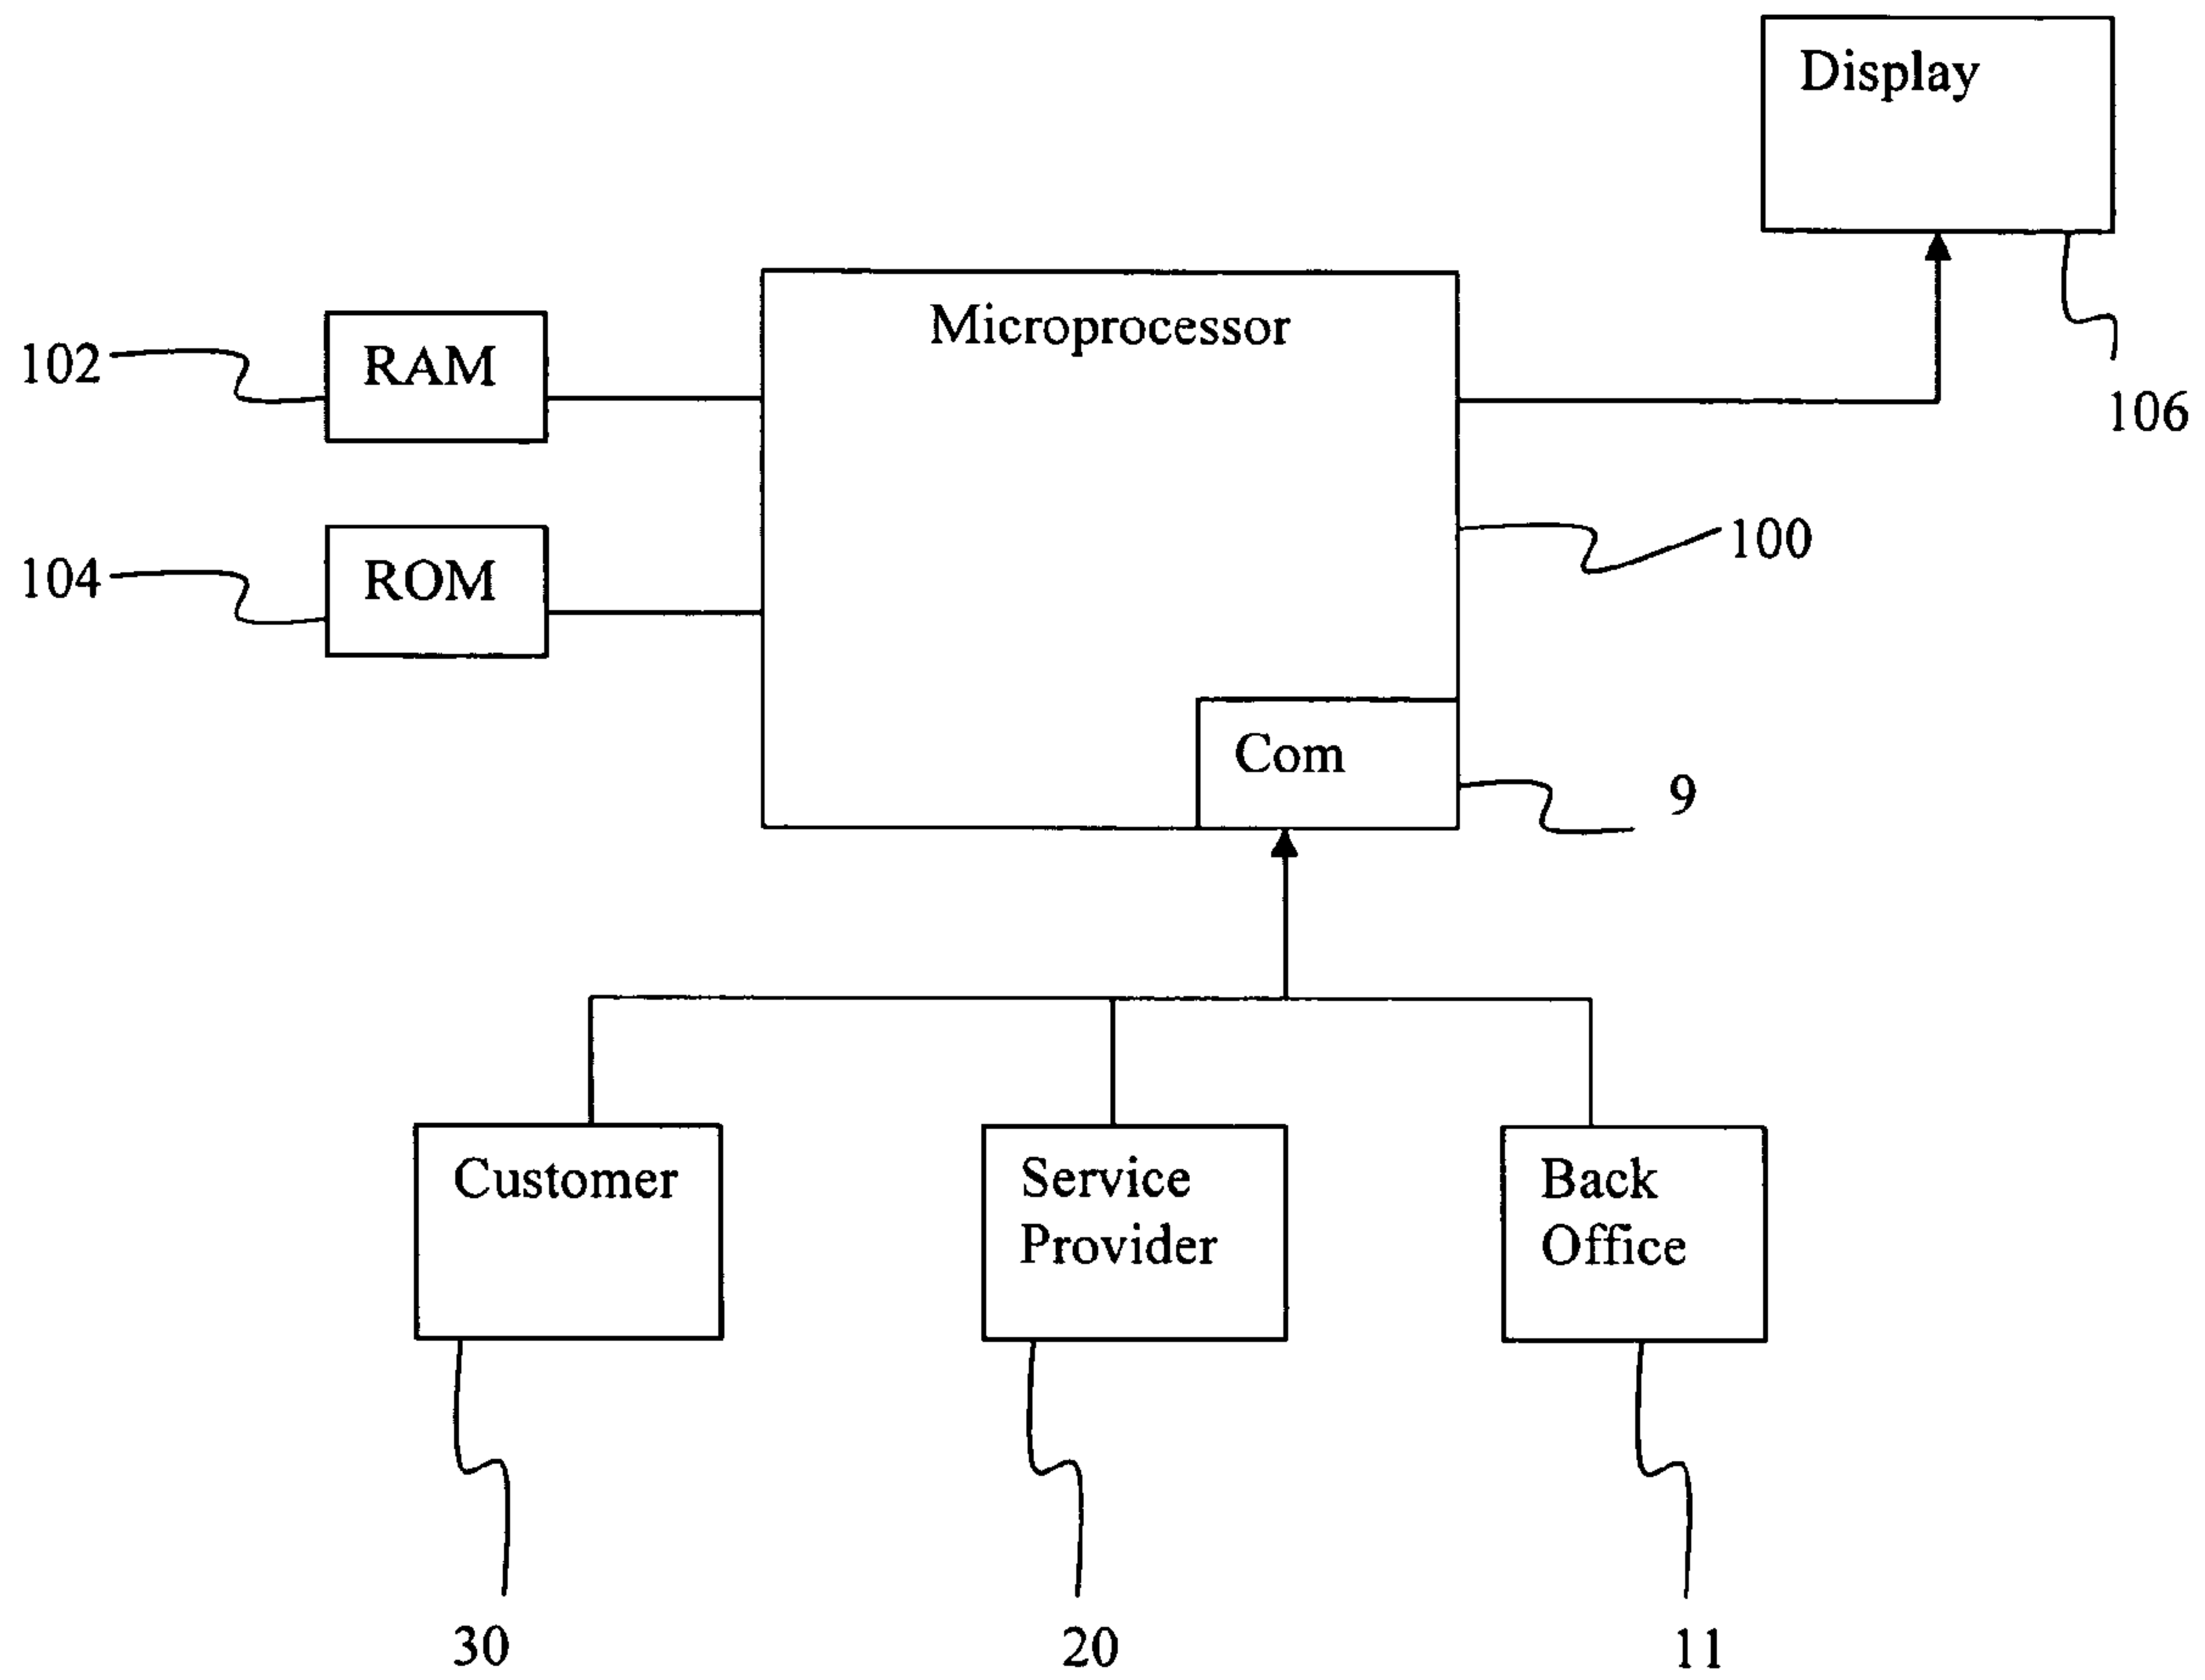 Display
Microprocessor
102
RAM
106
100
104
ROM
Com
9
Customer
Service
Provider
Back
Office
30
20
11